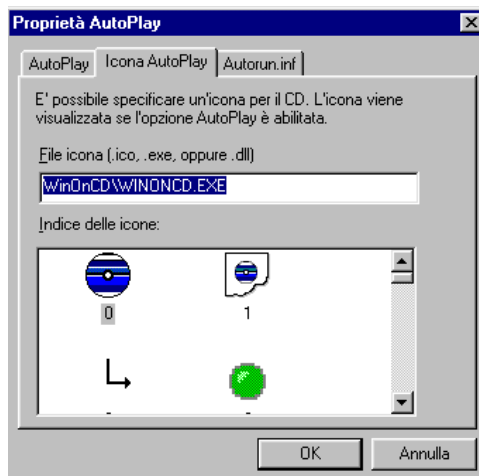 Proprietà AutoPlay
AutoPlay
Icona AutoPlay
Autorun.inf
E' possibile specificare un'icona per il CD. L'icona viene
visualizzata se l'opzione AutoPlay è abilitata.
File icona (.ico, .exe, oppure .dll)
WinOnCD\WINONCD.EXE
Indice delle icone:
0
1
OK
Annulla